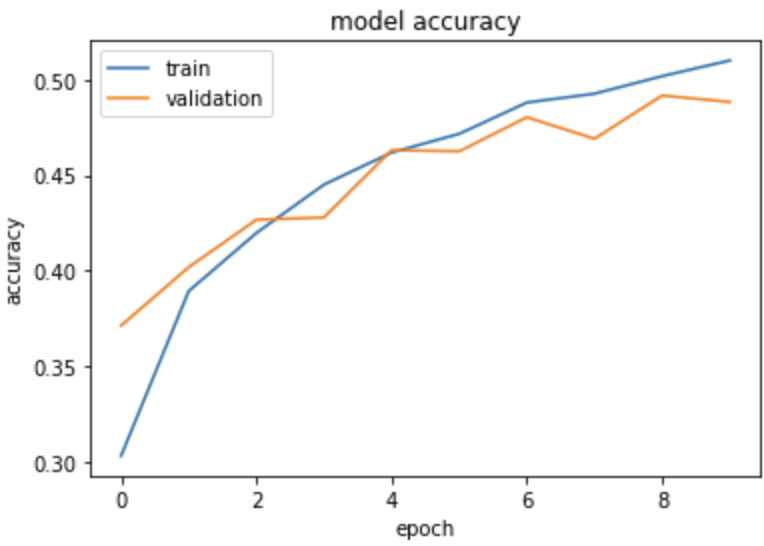 model accuracy
train
validation
0.50
0.45
0.40
0.35
0.30
accuracy
0 2 4 6 8
epoch